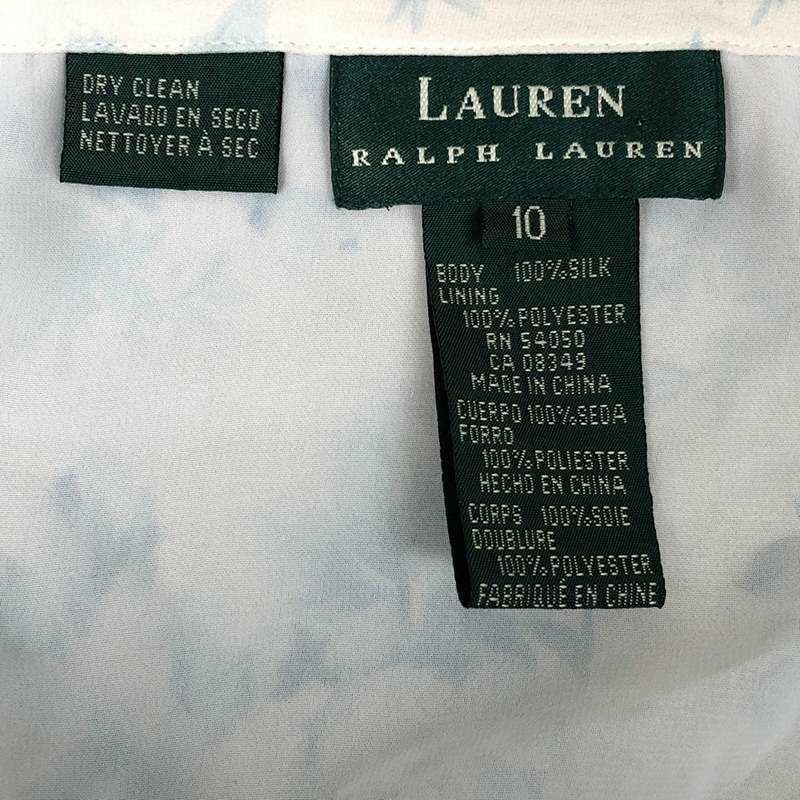 DRY CLEAN
LAVADO EN SECO
NETTOYER À SEC
LAUREN
RALPH LAUREN
10
BODY 100% SILK
LINING
100% POLYESTER
RN 54050
CA 08349
MADE IN CHINA
CUERPO 100% SEDA
FORRO
100% POLIESTER
HECHO EN CHINA
CORPS 100% SOIE
DOUBLURE
100% POLYESTER
FABRIQUÉ EN CHINE